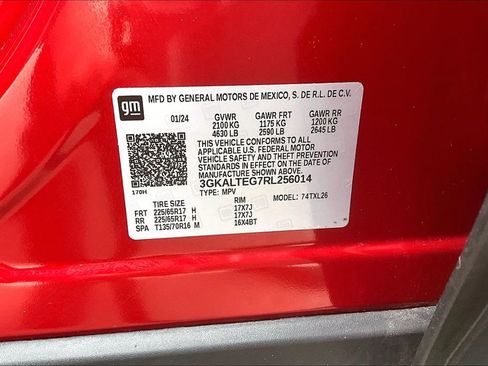 gm
MFD BY GENERAL MOTORS DE MEXICO, S. DE R.L. DE C.V.
01/24 GVWR GAWR FRT GAWR RR
2100 KG 1175 KG 1200 KG
4630 LB 2590 LB 2645 LB
THIS VEHICLE CONFORMS TO ALL
APPLICABLE U.S. FEDERAL MOTOR
VEHICLE SAFETY AND THEFT PREVENTION
STANDARDS IN EFFECT ON THE DATE OF
MANUFACTURE SHOWN ABOVE.
3GKALTEG7RL256014
170H TYPE: MPV MODEL: 74TXL26
TIRE SIZE RIM
FRT 225/65R17 H 17X7J
RR 225/65R17 H 17X7J
SPA T135/70R16 M 16X4BT